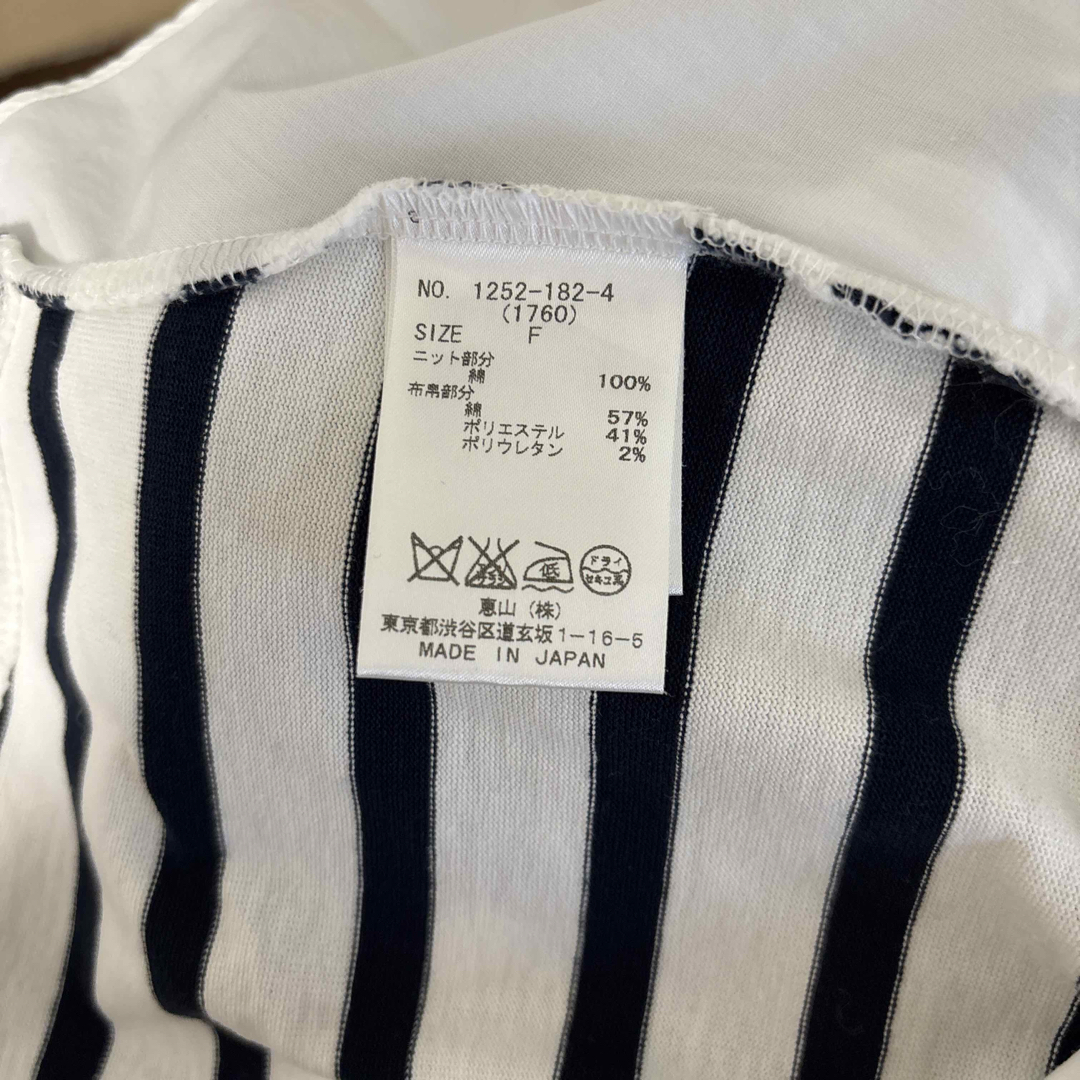 NO. 1252-182-4
(1760)
SIZE F
ニット部分
綿 100%
布帛部分
綿 57%
ポリエステル 41%
ポリウレタン 2%
低
ドライ
セキユ系
恵山（株）
東京都渋谷区道玄坂1-16-5
MADE IN JAPAN